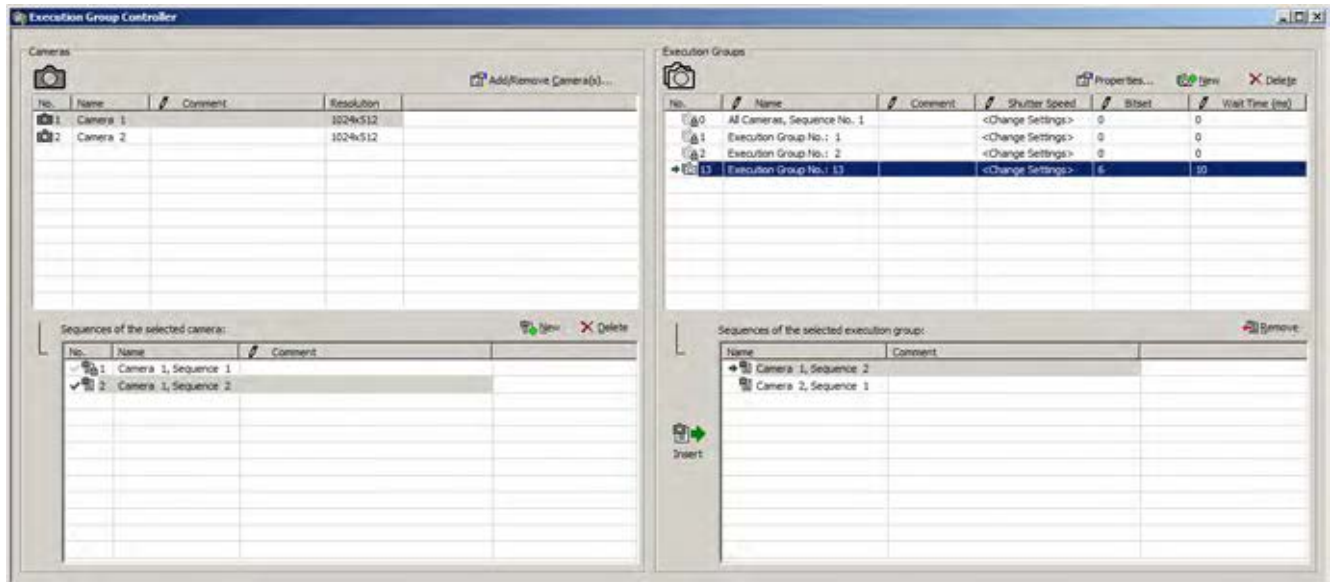 Execution Group Controller
Cameras
Add/Remove Camera(s)...
No. Name Comment Resolution
1 Camera 1 1024x512
2 Camera 2 1024x512
Sequences of the selected camera:
New Delete
No. Name Comment
1 Camera 1, Sequence 1
2 Camera 1, Sequence 2
Execution Groups
Properties... New Delete
No. Name Comment Shutter Speed Bitset Wait Time (ms)
0 All Cameras, Sequence No. 1 <Change Settings> 0 0
1 Execution Group No.: 1 <Change Settings> 0 0
2 Execution Group No.: 2 <Change Settings> 0 0
13 Execution Group No.: 13 <Change Settings> 6 10
Insert
Sequences of the selected execution group:
Remove
Name Comment
Camera 1, Sequence 2
Camera 2, Sequence 1